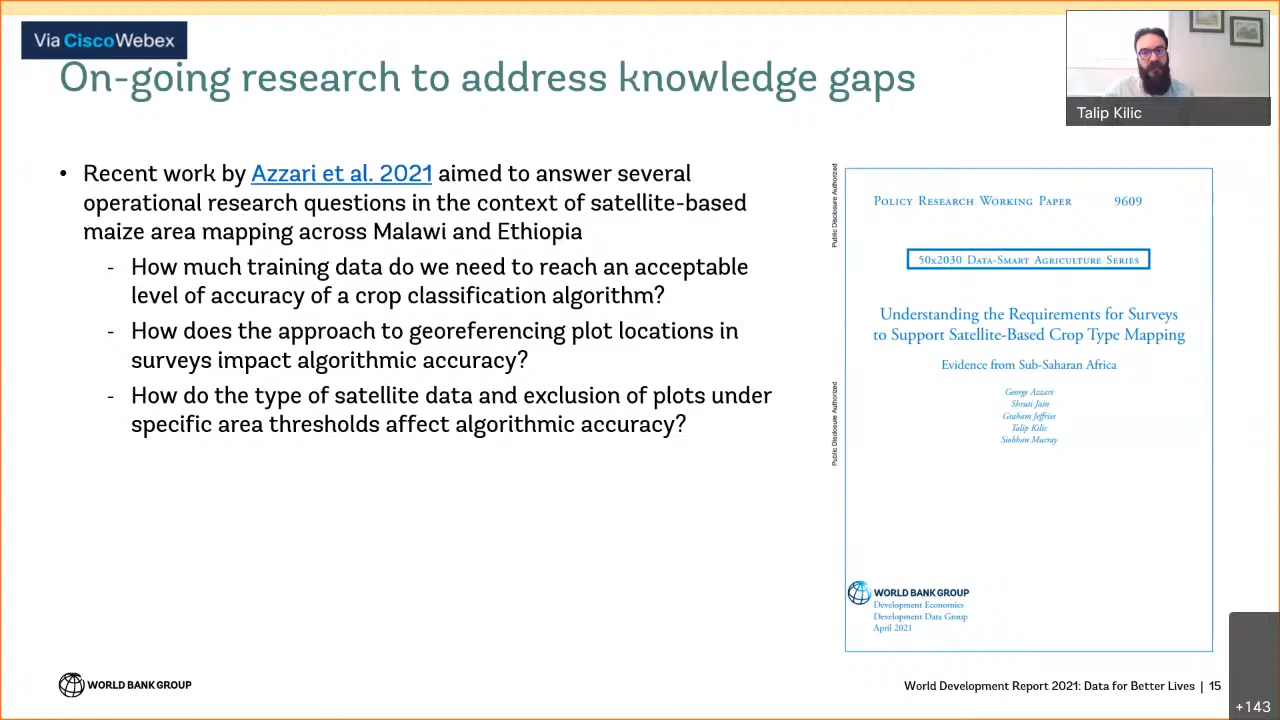 Via Cisco Webex
On-going research to address knowledge gaps
Talip Kilic
• Recent work by Azzari et al. 2021 aimed to answer several
operational research questions in the context of satellite-based
maize area mapping across Malawi and Ethiopia
- How much training data do we need to reach an acceptable
level of accuracy of a crop classification algorithm?
- How does the approach to georeferencing plot locations in
surveys impact algorithmic accuracy?
- How do the type of satellite data and exclusion of plots under
specific area thresholds affect algorithmic accuracy?
Public Disclosure Authorized
Public Disclosure Authorized
Policy Research Working Paper 9609
50x2030 Data-Smart Agriculture Series
Understanding the Requirements for Surveys
to Support Satellite-Based Crop Type Mapping
Evidence from Sub-Saharan Africa
George Azzari
Shruti Jain
Graham Jeffries
Talip Kilic
Siobhan Murray
WORLD BANK GROUP
Development Economics
Development Data Group
April 2021
WORLD BANK GROUP
World Development Report 2021: Data for Better Lives | 15
+143